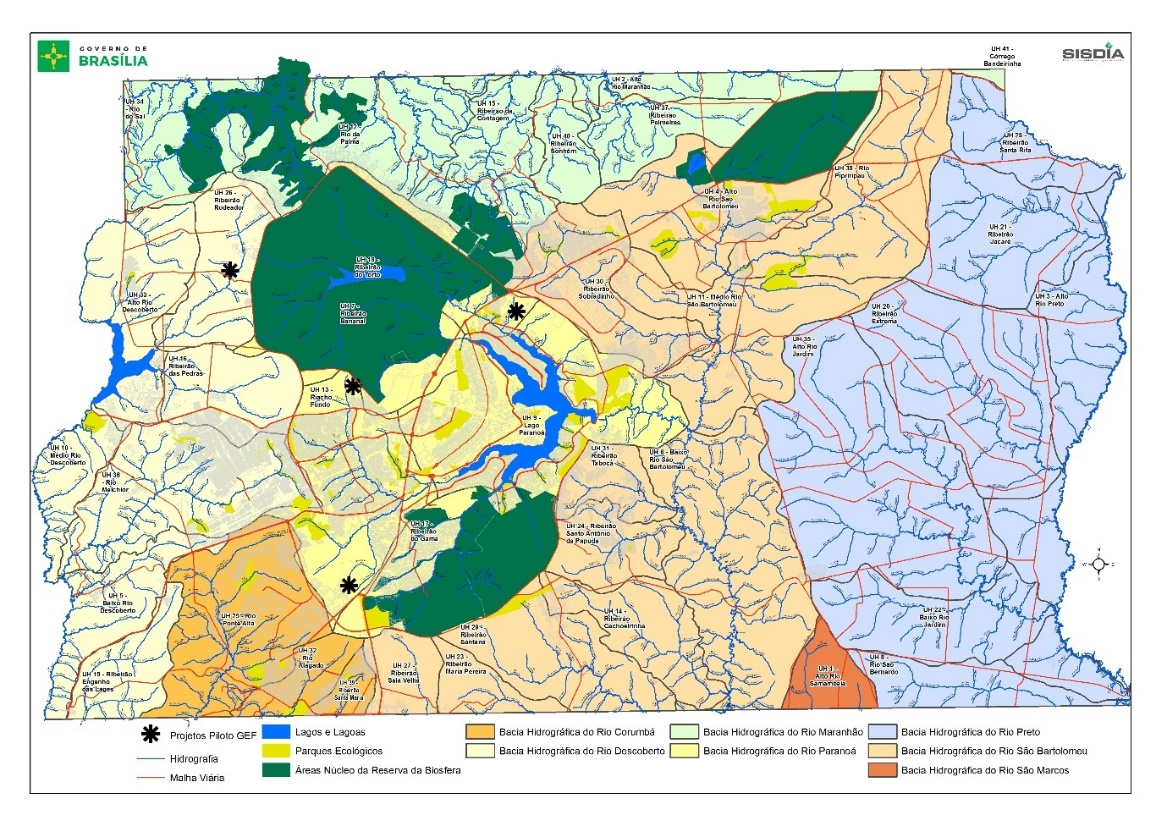 GOVERNO DE
BRASÍLIA
SISDIA
UH 41 -
Córrego
Bandeirinha
UH 34
- Rio
do Sal
UH 2 - Alto
Rio Maranhão
UH 15 -
Ribeirão da
Contagem
UH 37
Ribeirão
Palmeiras
Rio da
Palma
UH 40 -
Ribeirão
Sonhém
UH 28 -
Ribeirão
Santa Rita
UH 38 - Rio
Pipiripau
UH 26 -
Ribeirão
Rodeador
UH 4 - Alto
Rio São
Bartolomeu
UH 21 -
Ribeirão
Jacaré
UH 18 -
Ribeirão
do Torto
UH 30 -
Ribeirão
Sobradinho
UH 11 - Médio Rio
São Bartolomeu
UH 3 - Alto
Rio Preto
UH 33 -
Alto Rio
Descoberto
UH 7 -
Ribeirão
Bananal
UH 20 -
Ribeirão
Extrema
UH 35 -
Alto Rio
Jardim
UH 16 -
Ribeirão
das Pedras
UH 13 -
Riacho
Fundo
UH 9 -
Lago
Paranoá
UH 10 -
Médio Rio
Descoberto
UH 31 -
Ribeirão
Taboca
UH 6 - Baixo
Rio São
Bartolomeu
UH 36
- Rio
Melchior
UH 17 -
Ribeirão
do Gama
UH 24 - Ribeirão
Santo Antônio
da Papuda
UH 5 -
Baixo Rio
Descoberto
UH 25 - Rio
Ponte Alta
UH 14 -
Ribeirão
Cachoeirinha
UH 22 -
Baixo Rio
Jardim
UH 29 -
Ribeirão
Santana
UH 32
- Rio
Alagado
UH 23 -
Ribeirão
Maria Pereira
UH 27 -
Ribeirão
Saia Velha
UH 19 - Ribeirão
Engenho
das Lages
Ribeirão
Santa Maria
UH 1 -
Alto Rio
Samambaia
UH 8 -
Rio São
Bernardo
Projetos Piloto GEF
Hidrografia
Malha Viária
Lagos e Lagoas
Parques Ecológicos
Áreas Núcleo da Reserva da Biosfera
Bacia Hidrográfica do Rio Corumbá
Bacia Hidrográfica do Rio Descoberto
Bacia Hidrográfica do Rio Maranhão
Bacia Hidrográfica do Rio Paranoá
Bacia Hidrográfica do Rio Preto
Bacia Hidrográfica do Rio São Bartolomeu
Bacia Hidrográfica do Rio São Marcos